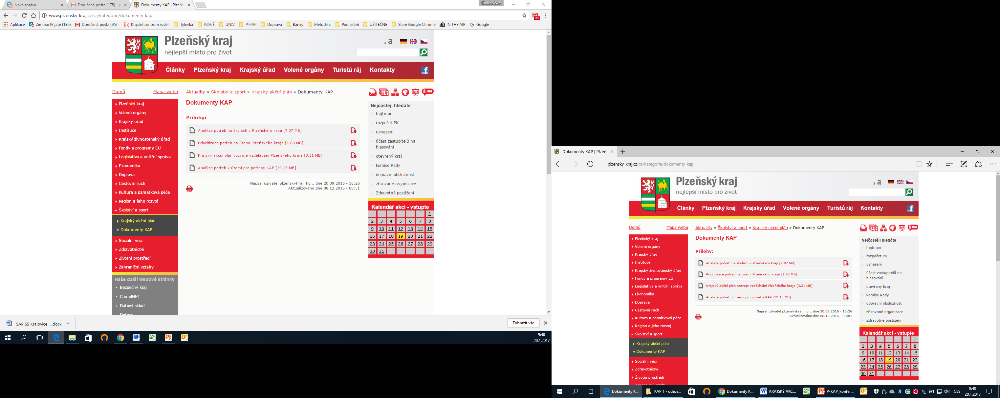 Nová zpráva
Doručená pošta (175) - p
Dokumenty KAP | Plzeňs
Chocholová
www.plzensky-kraj.cz/cs/kategorie/dokumenty-kap
153
Aplikace
Zimbra: Přijaté (180)
Doručená pošta (95)
Krajské centrum vzdě
Tylovka
KCVJŠ
UNIV
P-KAP
Doprava
Banky
Metodika
Podnikání
UŽITEČNÉ
Staré Google Chrome
IN THE AIR
Google
Plzeňský kraj
nejlepší místo pro život
a a
Články Plzeňský kraj Krajský úřad Volené orgány Turistů ráj Kontakty
Domů Mapa webu
Plzeňský kraj
Volené orgány
Krajský úřad
Instituce
Krajský živnostenský úřad
Fondy a programy EU
Legislativa a vnitřní správa
Ekonomika
Doprava
Cestovní ruch
Kultura a památková péče
Region a jeho rozvoj
Školství a sport
Krajský akční plán
Dokumenty KAP
Sociální věci
Zdravotnictví
Životní prostředí
Zahraniční vztahy
Naše další webové stránky
Bezpečný kraj
CamelNET
Datový sklad
Dotace
Aktuality » Školství a sport » Krajský akční plán » Dokumenty KAP
Dokumenty KAP
Přílohy:
Analýza potřeb na školách v Plzeňském kraji [7.07 MB]
Prioritizace potřeb na území Plzeňského kraje [1.68 MB]
Krajský akční plán rozvoje vzdělávání Plzeňského kraje [3.31 MB]
Analýza potřeb v území pro potřeby KAP [19.15 MB]
Napsal uživatel plzenskykraj_ho... dne 20.09.2016 - 10:26
Aktualizováno dne 08.12.2016 - 08:51
§106
Nejčastěji hledáte
hejtman
rozpočet PK
usnesení
účast zastupitelů na
hlasování
otevřený kraj
komise Rady
dopravní obslužnost
zřizované organizace
Zdravotně postižení
Kalendář akcí - vstupte
1
2 3 4 5 6 7 8
9 10 11 12 13 14 15
16 17 18 19 20 21 22
23 24 25 26 27 28 29
30 31
ŠAP SŠ Kralovice ....docx
Zobrazit vše
9:40
20.1.2017
Dokumenty KAP | Plzeň
plzensky-kraj.cz/cs/kategorie/dokumenty-kap
Plzeňský kraj
nejlepší místo pro život
a a
Články Plzeňský kraj Krajský úřad Volené orgány Turistů ráj Kontakty
Domů Mapa webu
Plzeňský kraj
Volené orgány
Krajský úřad
Instituce
Krajský živnostenský úřad
Fondy a programy EU
Legislativa a vnitřní správa
Ekonomika
Doprava
Cestovní ruch
Kultura a památková péče
Region a jeho rozvoj
Školství a sport
Krajský akční plán
Dokumenty KAP
Sociální věci
Zdravotnictví
Životní prostředí
Zahraniční vztahy
Aktuality » Školství a sport » Krajský akční plán » Dokumenty KAP
Dokumenty KAP
Přílohy:
Analýza potřeb na školách v Plzeňském kraji [7.07 MB]
Prioritizace potřeb na území Plzeňského kraje [1.68 MB]
Krajský akční plán rozvoje vzdělávání Plzeňského kraje [3.31 MB]
Analýza potřeb v území pro potřeby KAP [19.15 MB]
Napsal uživatel plzenskykraj_ho... dne 20.09.2016 - 10:26
Aktualizováno dne 08.12.2016 - 08:51
§106
Nejčastěji hledáte
hejtman
rozpočet PK
usnesení
účast zastupitelů na
hlasování
otevřený kraj
komise Rady
dopravní obslužnost
zřizované organizace
Zdravotně postižení
Kalendář akcí - vstupte
1
2 3 4 5 6 7 8
9 10 11 12 13 14 15
16 17 18 19 20 21 22
23 24 25 26 27 28 29
30 31
Dokumenty K...
KAP 1 - odevz...
Dokumenty K...
KRAJSKÝ AKČ...
P-KAP_konfer...
CES
9:40
20.1.2017